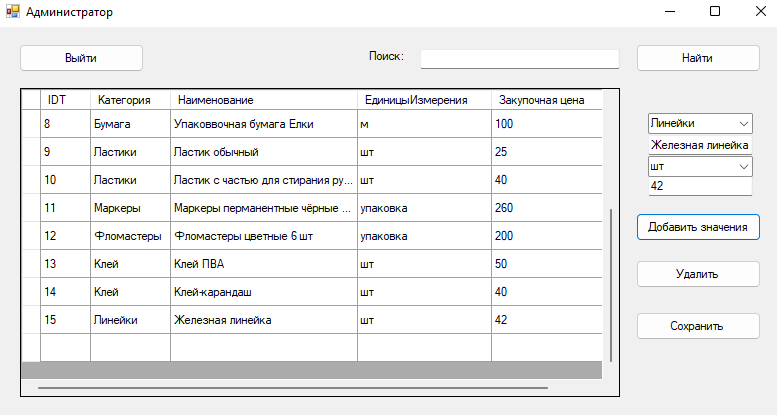 Администратор
Выйти
Поиск:
Найти
IDT Категория Наименование ЕдиницыИзмерения Закупочная цена
8 Бумага Упаковвочная бумага Елки м 100
9 Ластики Ластик обычный шт 25
10 Ластики Ластик с частью для стирания ру... шт 40
11 Маркеры Маркеры перманентные чёрные ... упаковка 260
12 Фломастеры Фломастеры цветные 6 шт упаковка 200
13 Клей Клей ПВА шт 50
14 Клей Клей-карандаш шт 40
15 Линейки Железная линейка шт 42
Линейки
Железная линейка
шт
42
Добавить значения
Удалить
Сохранить